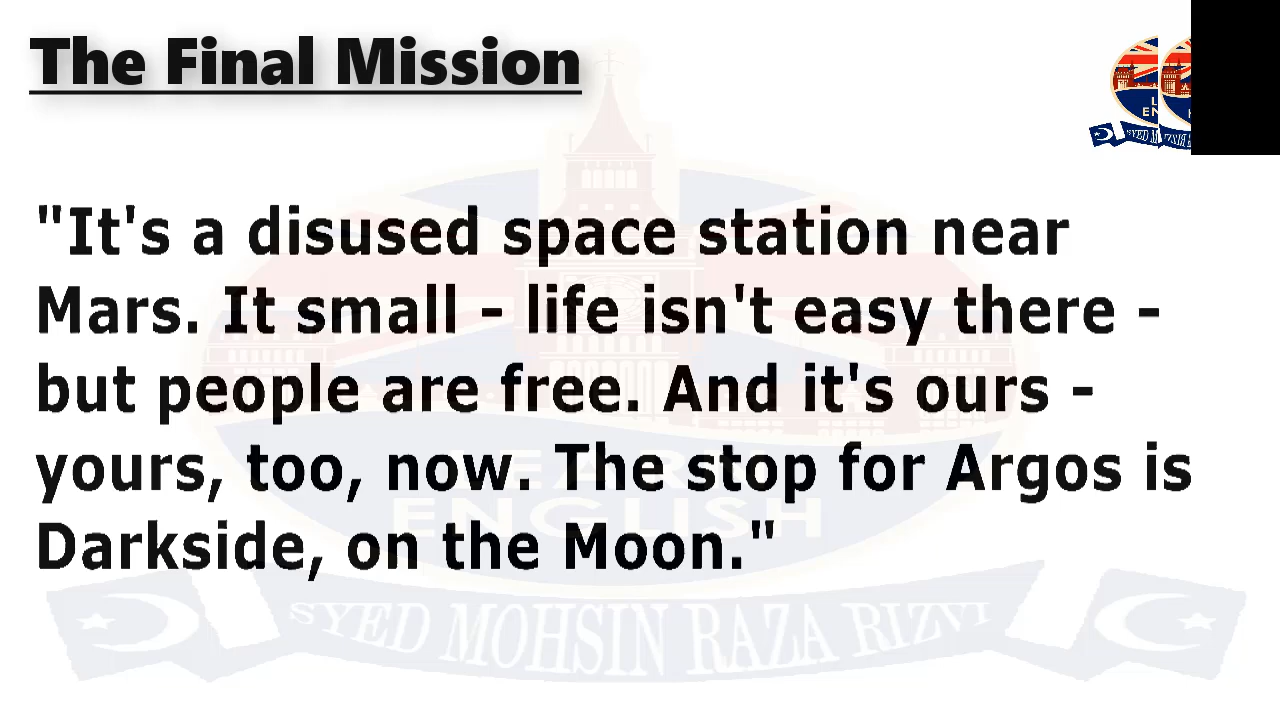 The Final Mission
"It's a disused space station near
Mars. It small - life isn't easy there -
but people are free. And it's ours -
yours, too, now. The stop for Argos is
Darkside, on the Moon."
LEARN
ENGLISH
SYED MOHSIN RAZA RIZVI